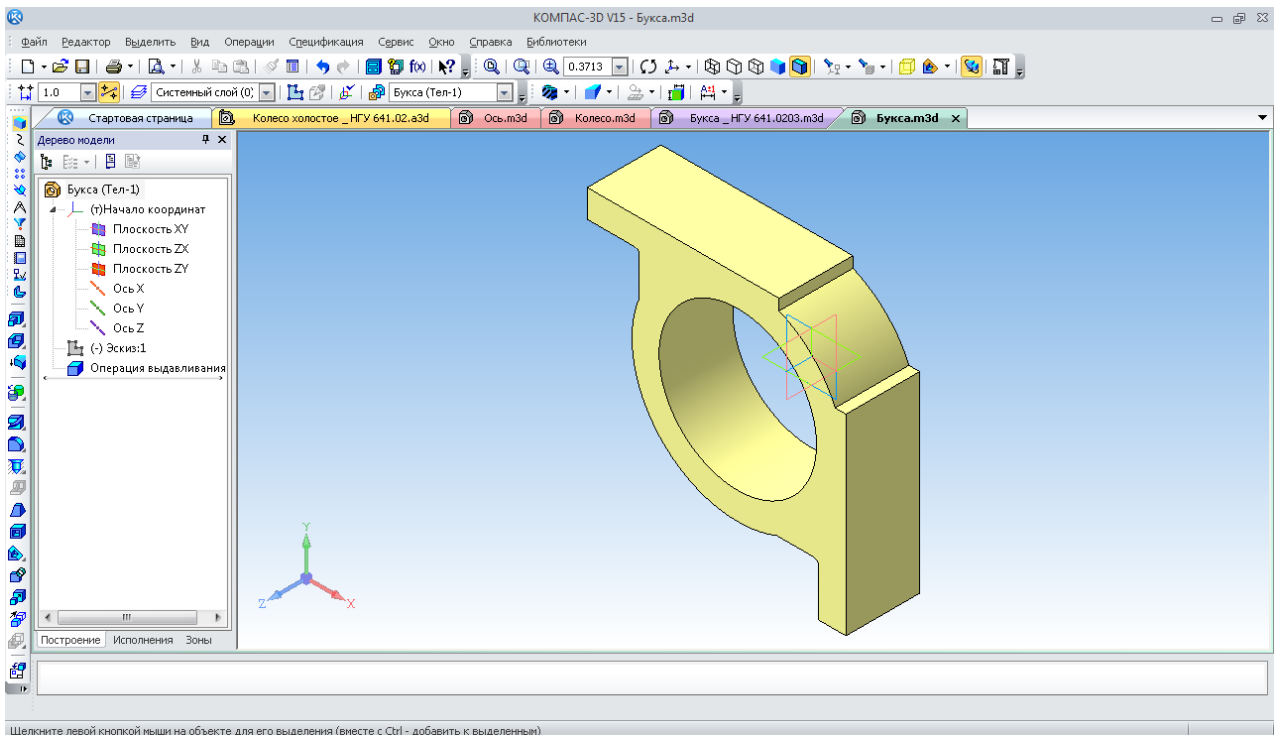 КОМПАС-3D V15 - Букса.m3d
Файл Редактор Выделить Вид Операции Спецификация Сервис Окно Справка Библиотеки
f(x) 0.3713
1.0 Системный слой (0) Букса (Тел-1)
Стартовая страница Колесо холостое _ НГУ 641.02.a3d Ось.m3d Колесо.m3d Букса _ НГУ 641.0203.m3d Букса.m3d
Дерево модели
Букса (Тел-1)
(т)Начало координат
Плоскость XY
Плоскость ZX
Плоскость ZY
Ось X
Ось Y
Ось Z
(-) Эскиз:1
Операция выдавливания
Y
Z X
Построение Исполнения Зоны
Щелкните левой кнопкой мыши на объекте для его выделения (вместе с Ctrl - добавить к выделенным)